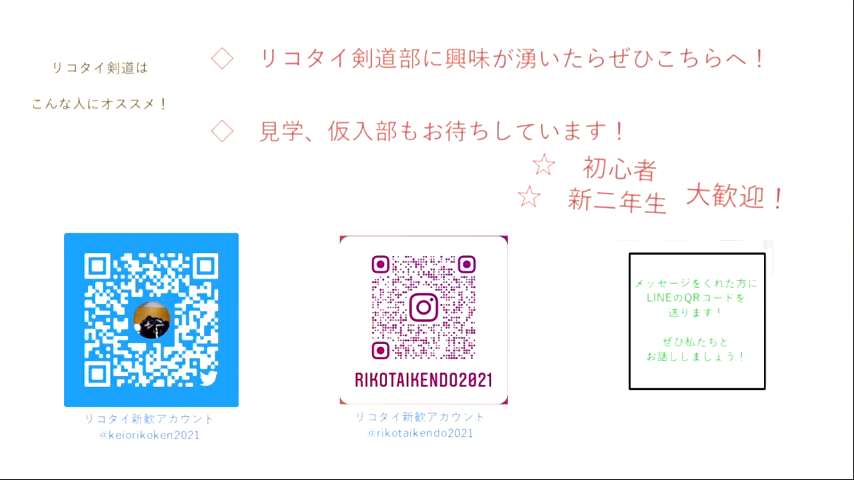 リコタイ剣道は
こんな人にオススメ！
◇ リコタイ剣道部に興味が湧いたらぜひこちらへ！
◇ 見学、仮入部もお待ちしています！
☆ 初心者
☆ 新二年生 大歓迎！
RIKOTAIKENDO2021
メッセージをくれた方に
LINEのQRコードを
送ります！
ぜひ私たちと
お話ししましょう！
リコタイ新歓アカウント
@keiorikoken2021
リコタイ新歓アカウント
@rikotaikendo2021